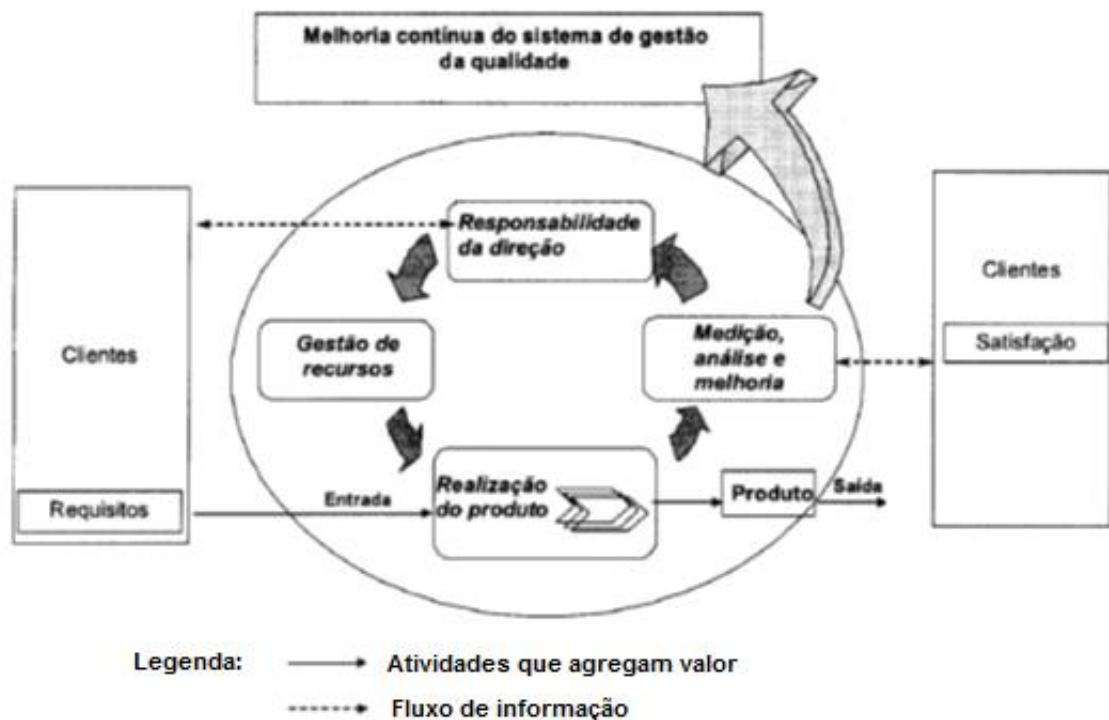 Melhoria contínua do sistema de gestão
da qualidade
Responsabilidade
da direção
Clientes
Clientes
Gestão de
recursos
Medição,
análise e
melhoria
Satisfação
Requisitos
Entrada
Realização
do produto
Produto
Saída
Legenda:
Atividades que agregam valor
Fluxo de informação